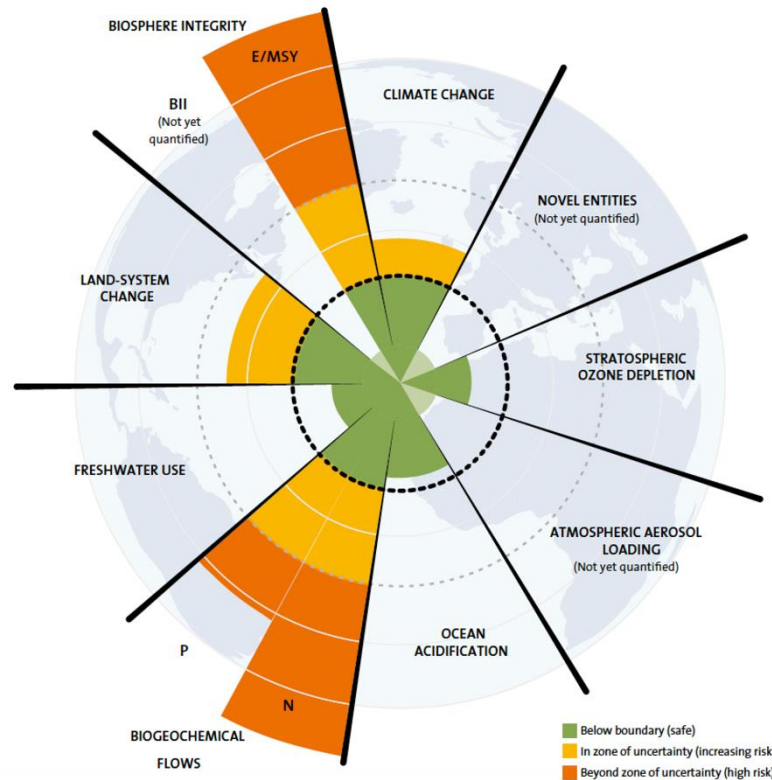 BIOSPHERE INTEGRITY
E/MSY
CLIMATE CHANGE
BII
(Not yet
quantified)
NOVEL ENTITIES
(Not yet quantified)
LAND-SYSTEM
CHANGE
STRATOSPHERIC
OZONE DEPLETION
FRESHWATER USE
ATMOSPHERIC AEROSOL
LOADING
(Not yet quantified)
OCEAN
ACIDIFICATION
P
N
BIOGEOCHEMICAL
FLOWS
Below boundary (safe)
In zone of uncertainty (increasing risk
Beyond zone of uncertainty (high risk)